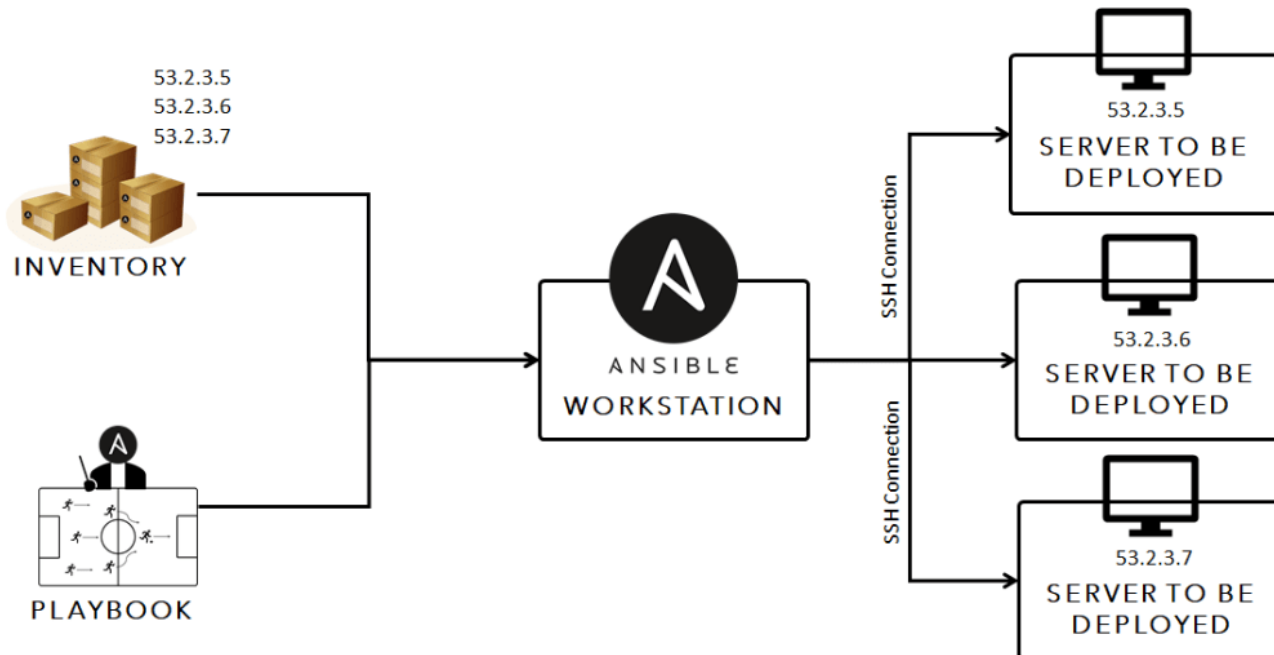 53.2.3.5
53.2.3.6
53.2.3.7
INVENTORY
PLAYBOOK
ANSIBLE
WORKSTATION
SSH Connection
SSH Connection
53.2.3.5
SERVER TO BE
DEPLOYED
53.2.3.6
SERVER TO BE
DEPLOYED
53.2.3.7
SERVER TO BE
DEPLOYED